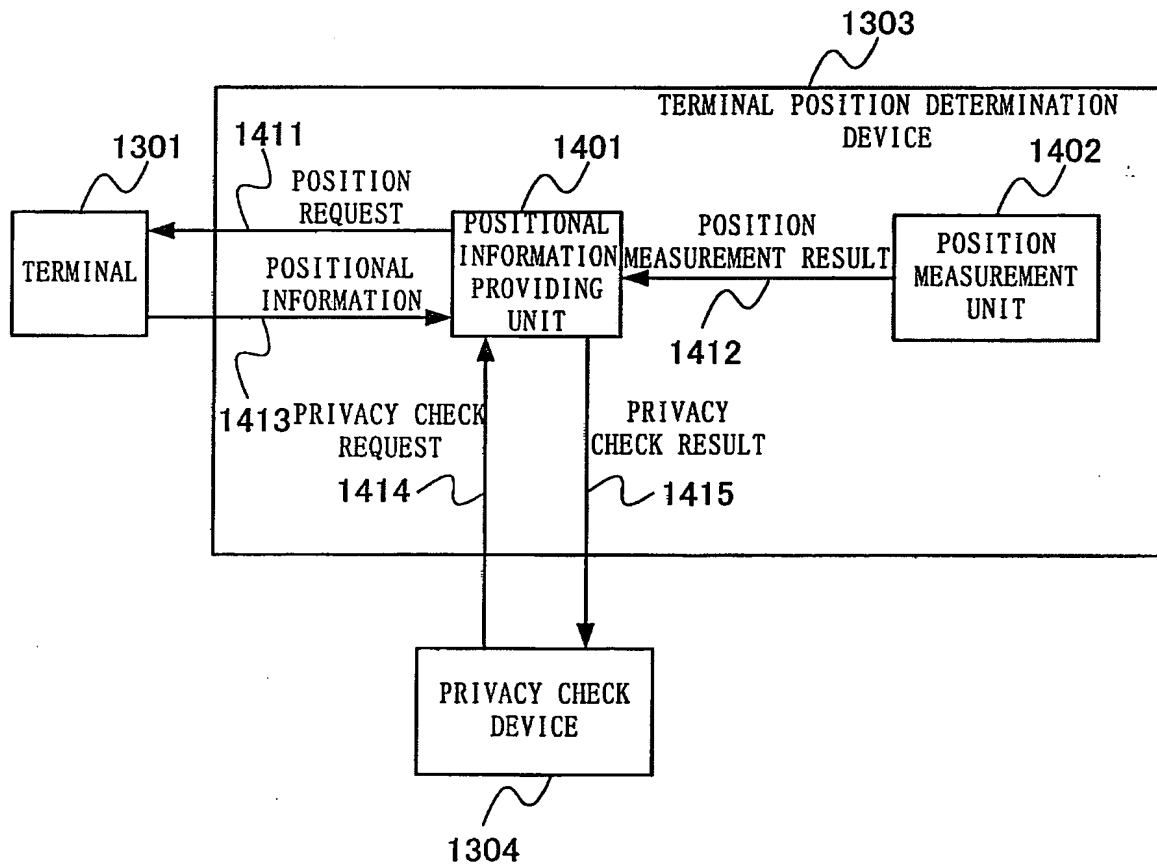 1303
TERMINAL POSITION DETERMINATION
DEVICE
1301
1411
1401
1402
POSITION
REQUEST
TERMINAL
POSITIONAL
INFORMATION
POSITIONAL
INFORMATION
PROVIDING
UNIT
POSITION
MEASUREMENT RESULT
POSITION
MEASUREMENT
UNIT
1412
1413
PRIVACY CHECK
REQUEST
PRIVACY
CHECK RESULT
1414
1415
PRIVACY CHECK
DEVICE
1304